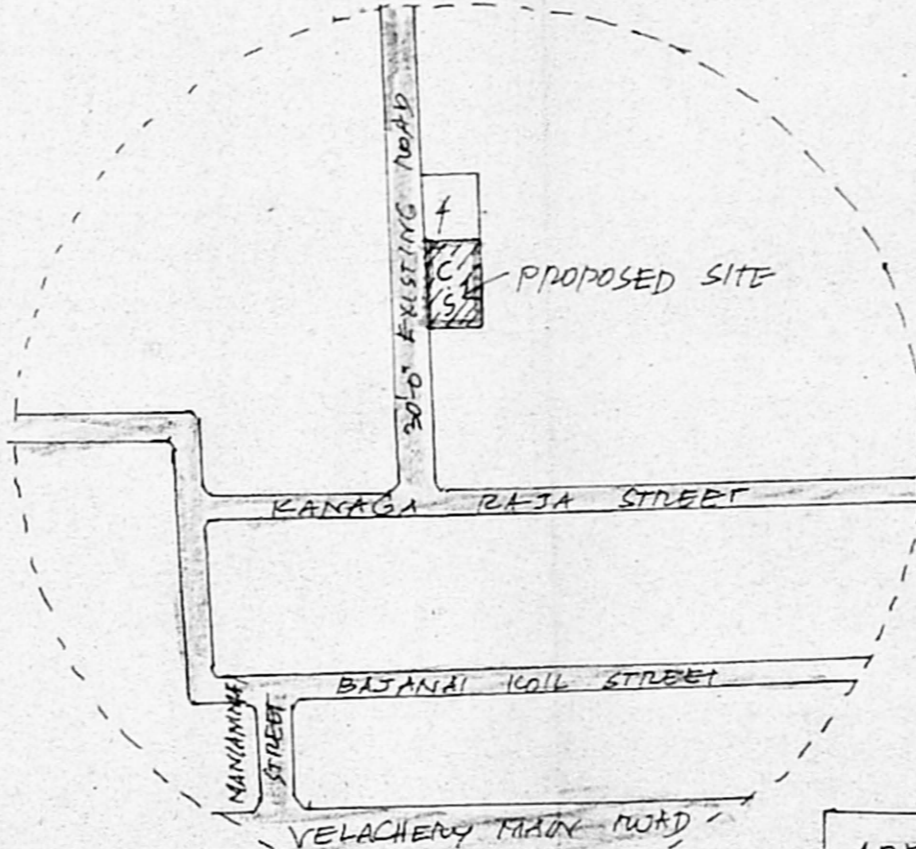 30'-0" EXISTING ROAD
4
C
S
PROPOSED SITE
KANAGA RAJA STREET
BAJANAI KOIL STREET
STREET
VELACHERY MAIN ROAD